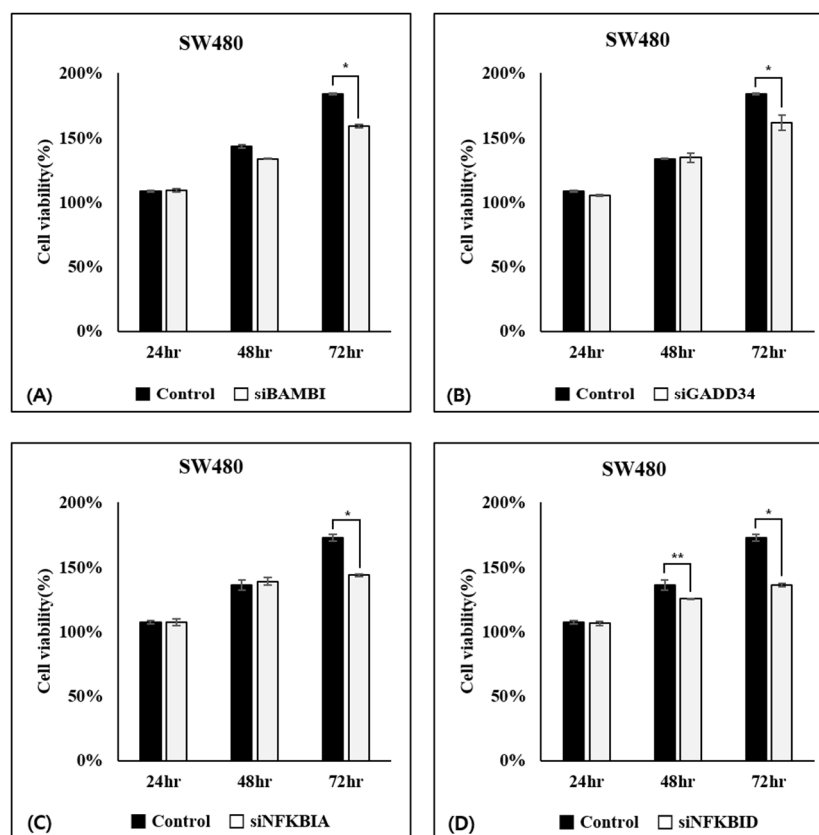 SW480
200%
*
150%
100%
50%
0%
Cell viability(%)
24hr 48hr 72hr
(A) Control siBAMBI
SW480
200%
*
150%
100%
50%
0%
Cell viability(%)
24hr 48hr 72hr
(B) Control siGADD34
SW480
200%
*
150%
100%
50%
0%
Cell viability(%)
24hr 48hr 72hr
(C) Control siNFKBIA
SW480
200%
*
**
150%
100%
50%
0%
Cell viability(%)
24hr 48hr 72hr
(D) Control siNFKBID